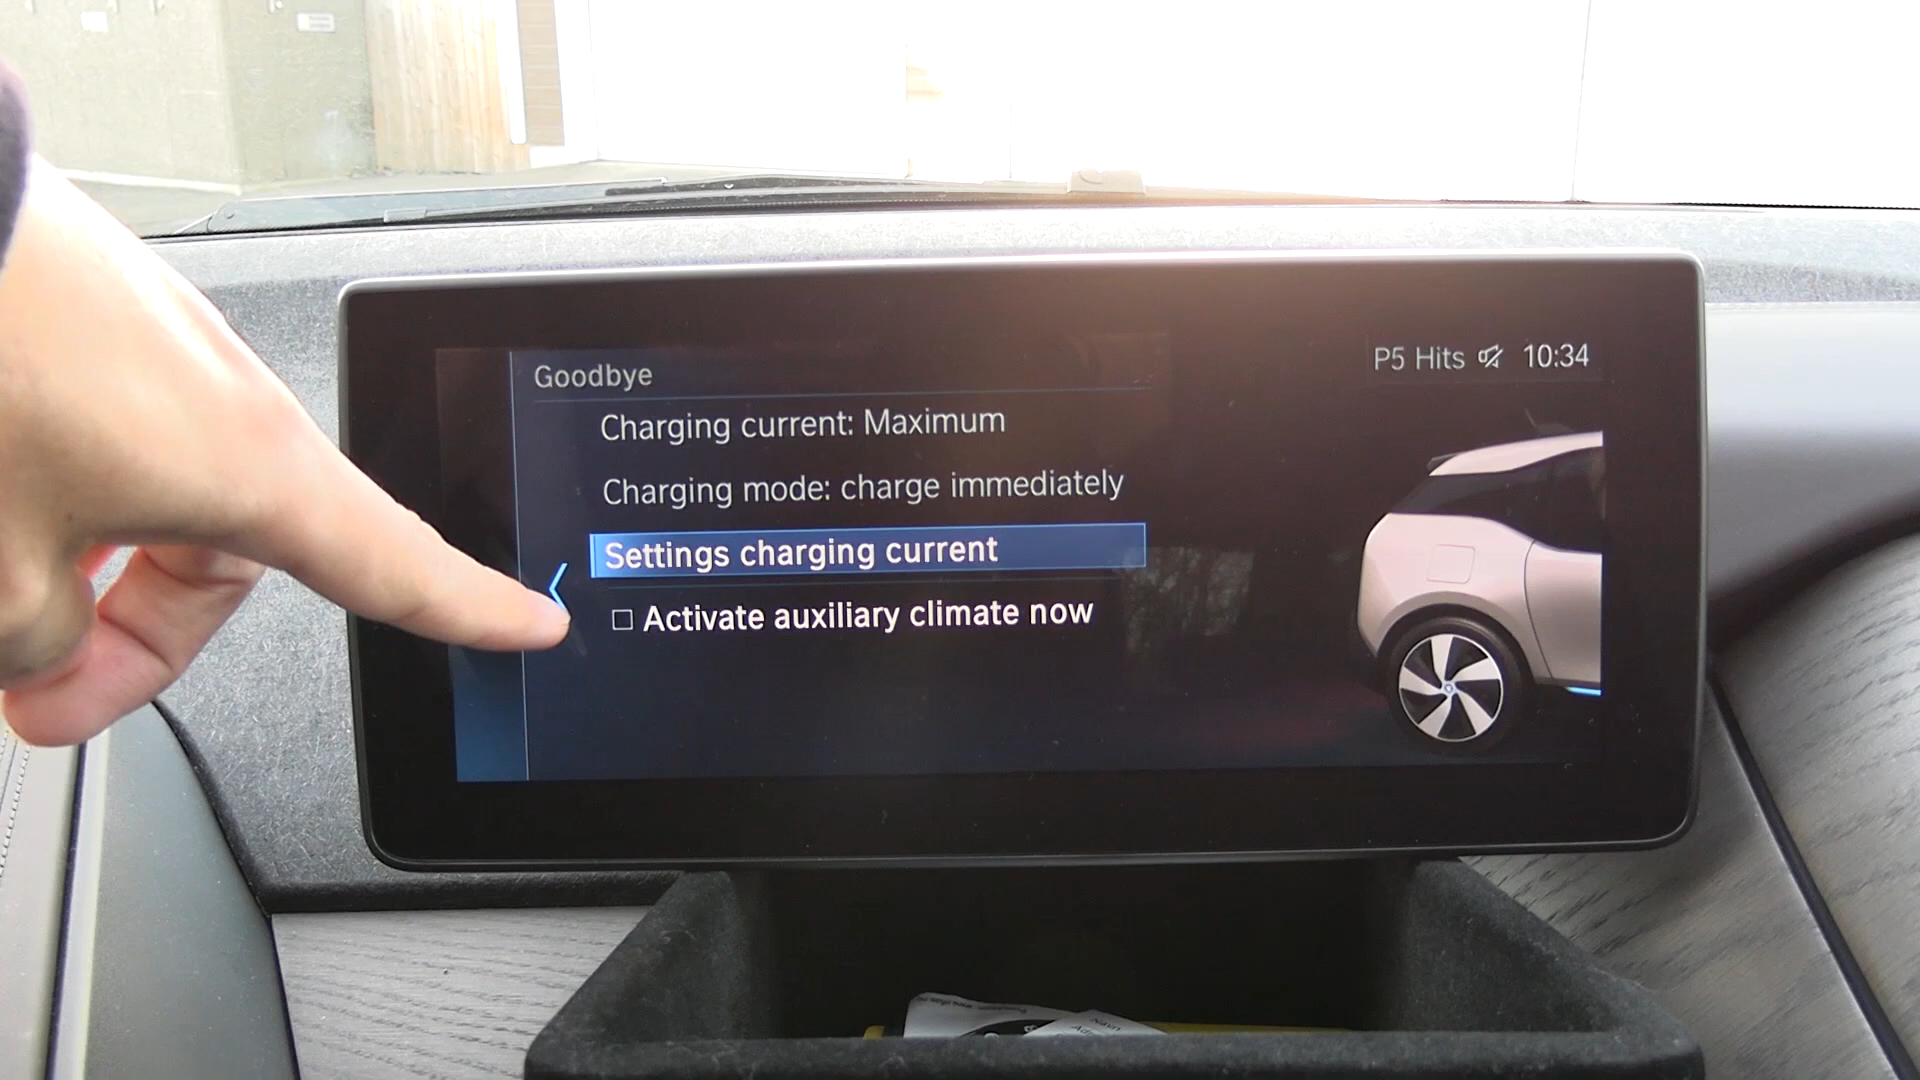 P5 Hits 10:34
Goodbye
Charging current: Maximum
Charging mode: charge immediately
Settings charging current
Activate auxiliary climate now
Navn